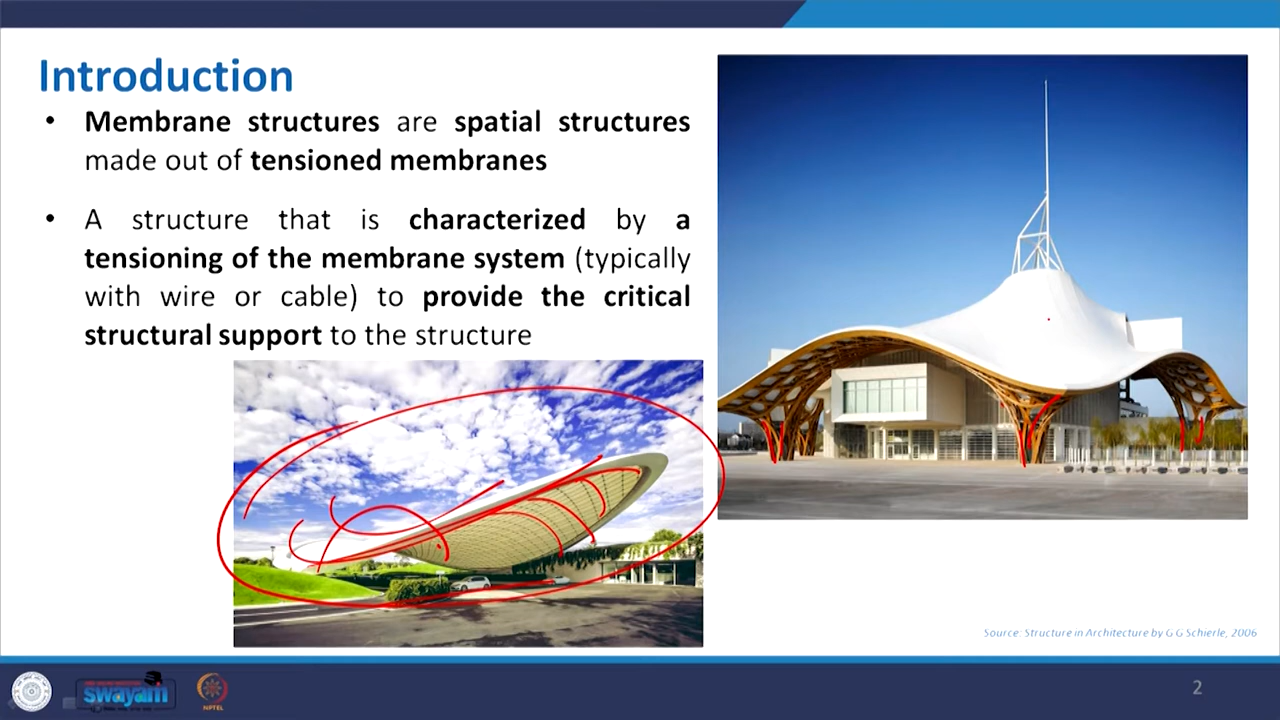 Introduction
• Membrane structures are spatial structures
made out of tensioned membranes
• A structure that is characterized by a
tensioning of the membrane system (typically
with wire or cable) to provide the critical
structural support to the structure
Source: Structure in Architecture by G G Schierle, 2006
swayam
NPTEL
2